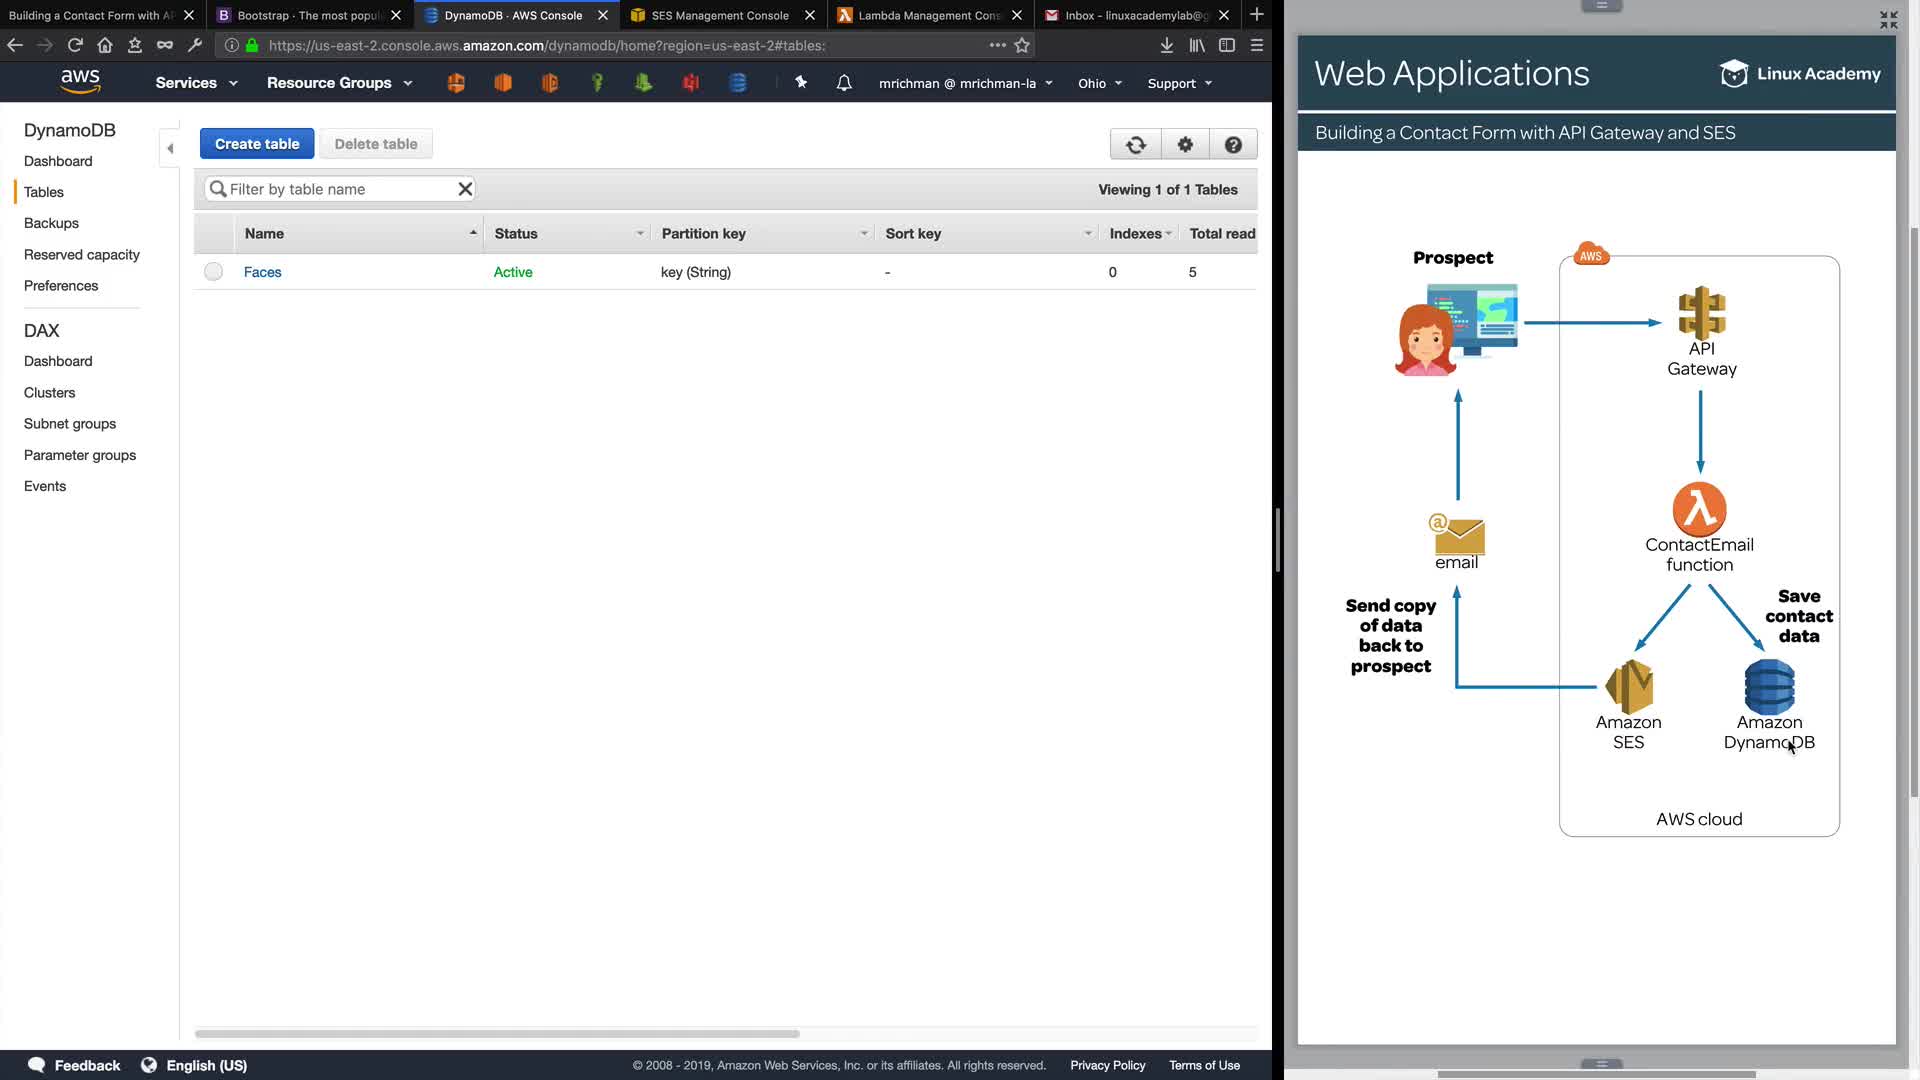 Building a Contact Form with AP
Bootstrap · The most popul
DynamoDB · AWS Console
SES Management Console
Lambda Management Con
Inbox - linuxacademylab@g
https://us-east-2.console.aws.amazon.com/dynamodb/home?region=us-east-2#tables:
aws
Services
Resource Groups
mrichman @ mrichman-la
Ohio
Support
DynamoDB
Dashboard
Tables
Backups
Reserved capacity
Preferences
DAX
Dashboard
Clusters
Subnet groups
Parameter groups
Events
Create table
Delete table
Filter by table name
Viewing 1 of 1 Tables
Name
Status
Partition key
Sort key
Indexes
Total read
Faces
Active
key (String)
-
0
5
Feedback
English (US)
© 2008 - 2019, Amazon Web Services, Inc. or its affiliates. All rights reserved.
Privacy Policy
Terms of Use
Web Applications
Linux Academy
Building a Contact Form with API Gateway and SES
Prospect
AWS
API
Gateway
@
email
ContactEmail
function
Send copy
of data
back to
prospect
Save
contact
data
Amazon
SES
Amazon
DynamoDB
AWS cloud